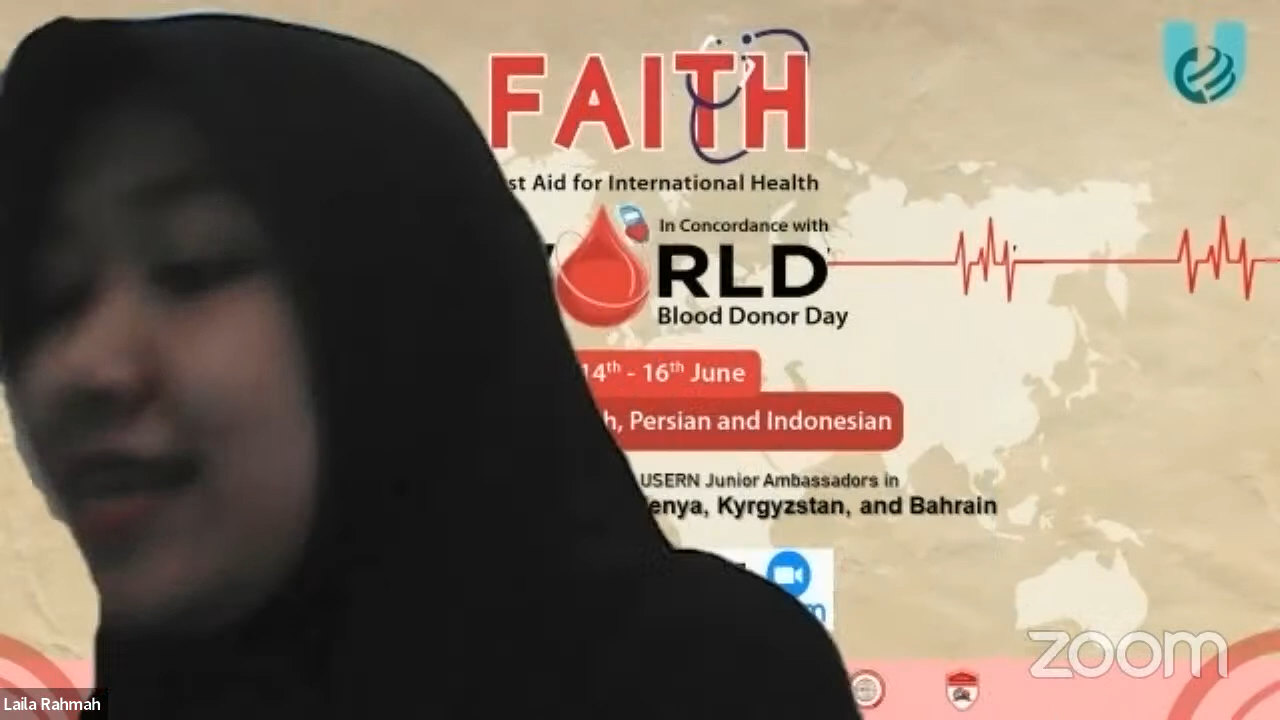 FAITH
st Aid for International Health
In Concordance with
RLD
Blood Donor Day
14th - 16th June
h, Persian and Indonesian
USERN Junior Ambassadors in
enya, Kyrgyzstan, and Bahrain
m
zoom
Laila Rahmah